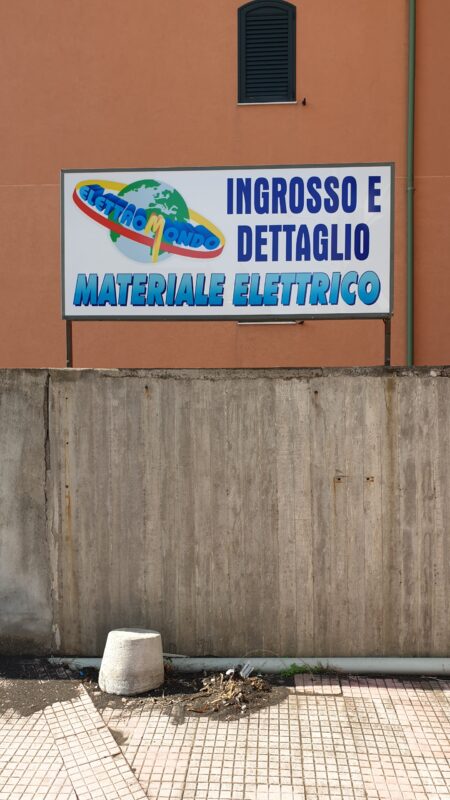 ELETTROMONDO
INGROSSO E
DETTAGLIO
MATERIALE ELETTRICO